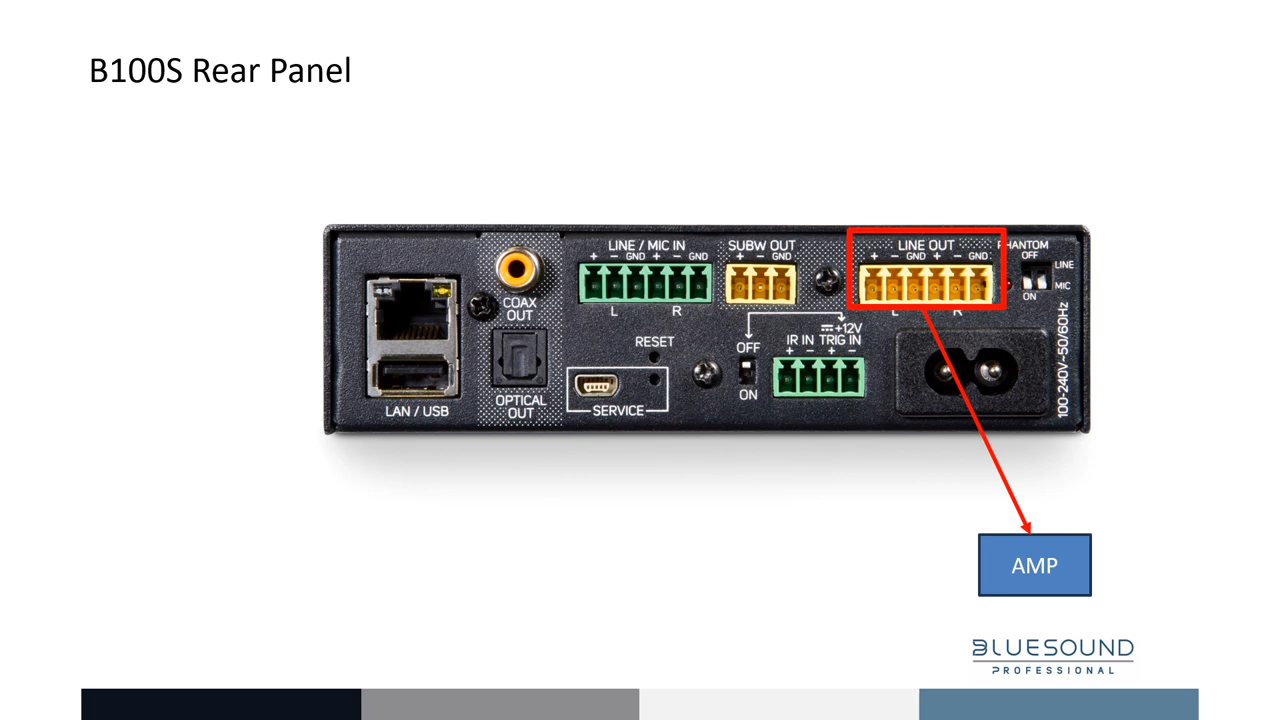 B100S Rear Panel
LINE / MIC IN
+ − GND + − GND
L R
SUBW OUT
+ − GND
LINE OUT
+ − GND + − GND
L R
PHANTOM
OFF
LINE
MIC
ON
COAX
OUT
OPTICAL
OUT
LAN / USB
RESET
SERVICE
OFF
ON
+12V
IR IN TRIG IN
+ − + −
100-240V~50/60Hz
AMP
BLUESOUND
PROFESSIONAL